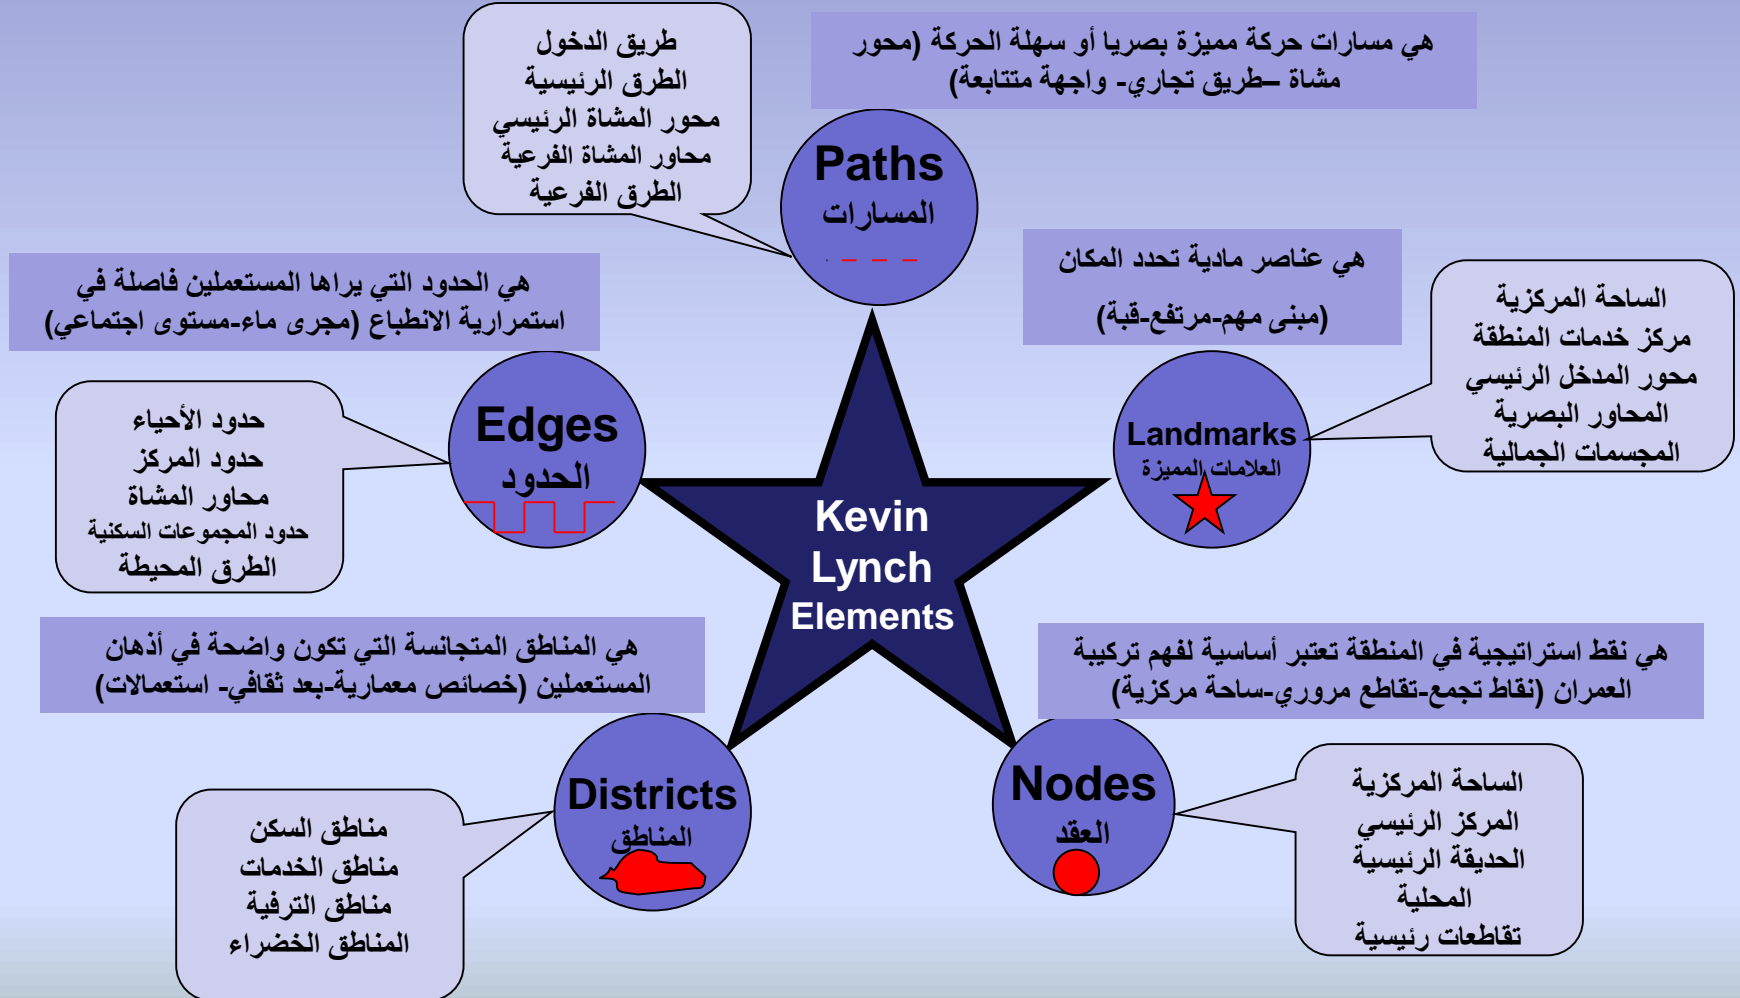 طريق الدخول
الطرق الرئيسية
محور المشاة الرئيسي
محاور المشاة الفرعية
الطرق الفرعية
هي مسارات حركة مميزة بصريا أو سهلة الحركة (محور
مشاة –طريق تجاري- واجهة متتابعة)
Paths
المسارات
هي عناصر مادية تحدد المكان
(مبنى مهم-مرتفع-قبة)
الساحة المركزية
مركز خدمات المنطقة
محور المدخل الرئيسي
المحاور البصرية
المجسمات الجمالية
Landmarks
العلامات المميزة
هي الحدود التي يراها المستعملين فاصلة في
استمرارية الانطباع (مجرى ماء-مستوى اجتماعي)
Edges
الحدود
حدود الأحياء
حدود المركز
محاور المشاة
حدود المجموعات السكنية
الطرق المحيطة
Kevin
Lynch
Elements
هي المناطق المتجانسة التي تكون واضحة في أذهان
المستعملين (خصائص معمارية-بعد ثقافي- استعمالات)
Districts
المناطق
مناطق السكن
مناطق الخدمات
مناطق الترفية
المناطق الخضراء
هي نقط استراتيجية في المنطقة تعتبر أساسية لفهم تركيبة
العمران (نقاط تجمع-تقاطع مروري-ساحة مركزية)
Nodes
العقد
الساحة المركزية
المركز الرئيسي
الحديقة الرئيسية
المحلية
تقاطعات رئيسية